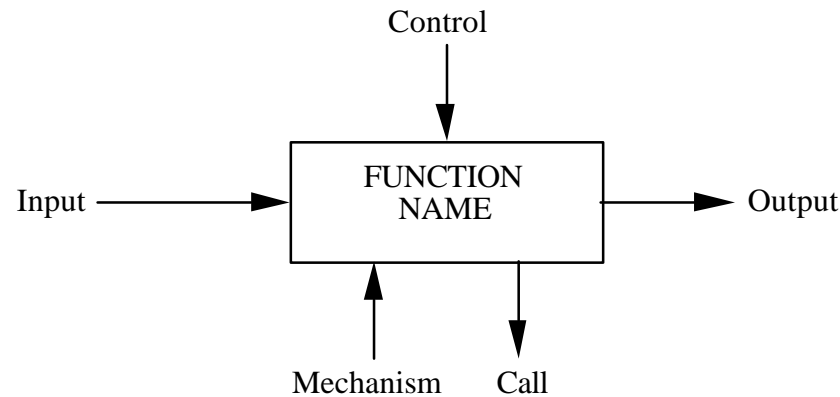 Control
FUNCTION
NAME
Input
Output
Mechanism
Call